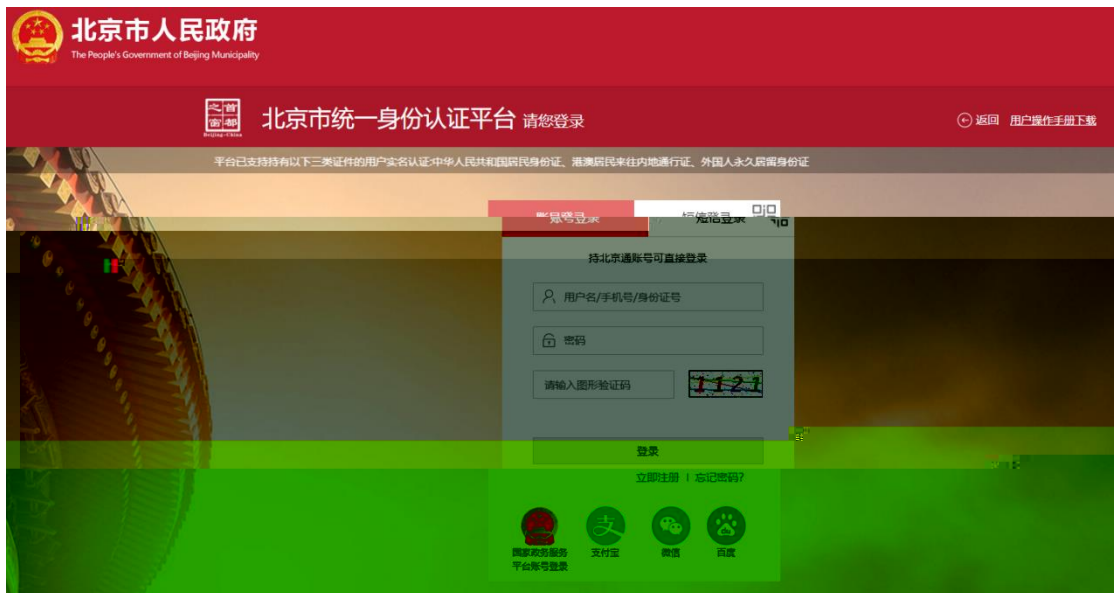 北京市人民政府
The People's Government of Beijing Municipality
首都之窗
Beijing-China
北京市统一身份认证平台 请您登录
返回 用户操作手册下载
平台已支持持有以下三类证件的用户实名认证:中华人民共和国居民身份证、港澳居民来往内地通行证、外国人永久居留身份证
账号登录 短信登录
持北京通账号可直接登录
用户名/手机号/身份证号
密码
请输入图形验证码 1121
登录
立即注册 | 忘记密码?
国家政务服务
平台账号登录
支付宝
微信
百度